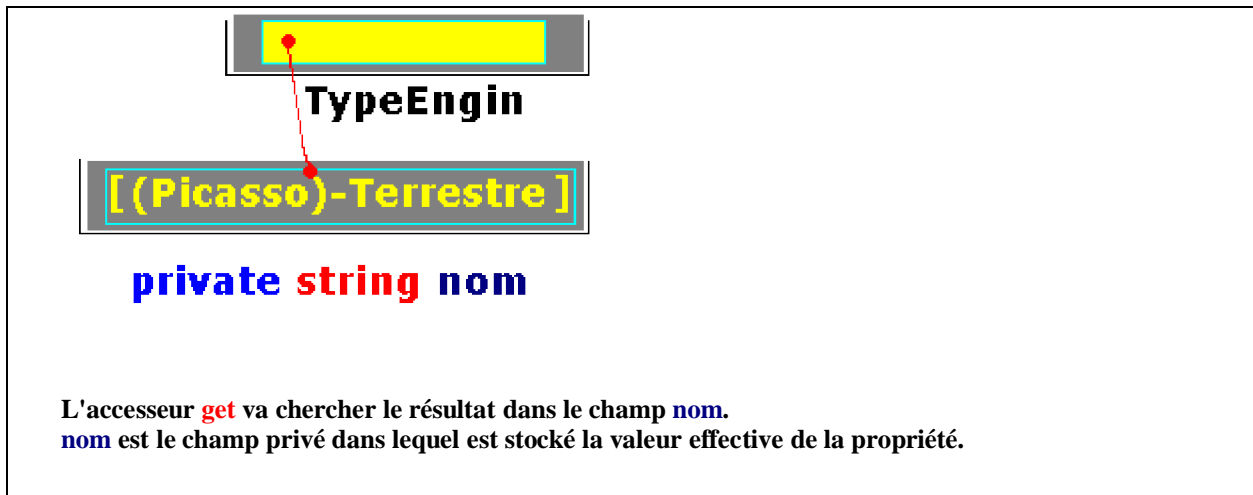 TypeEngin
[(Picasso)-Terrestre]
private string nom
L'accesseur get va chercher le résultat dans le champ nom.
nom est le champ privé dans lequel est stocké la valeur effective de la propriété.